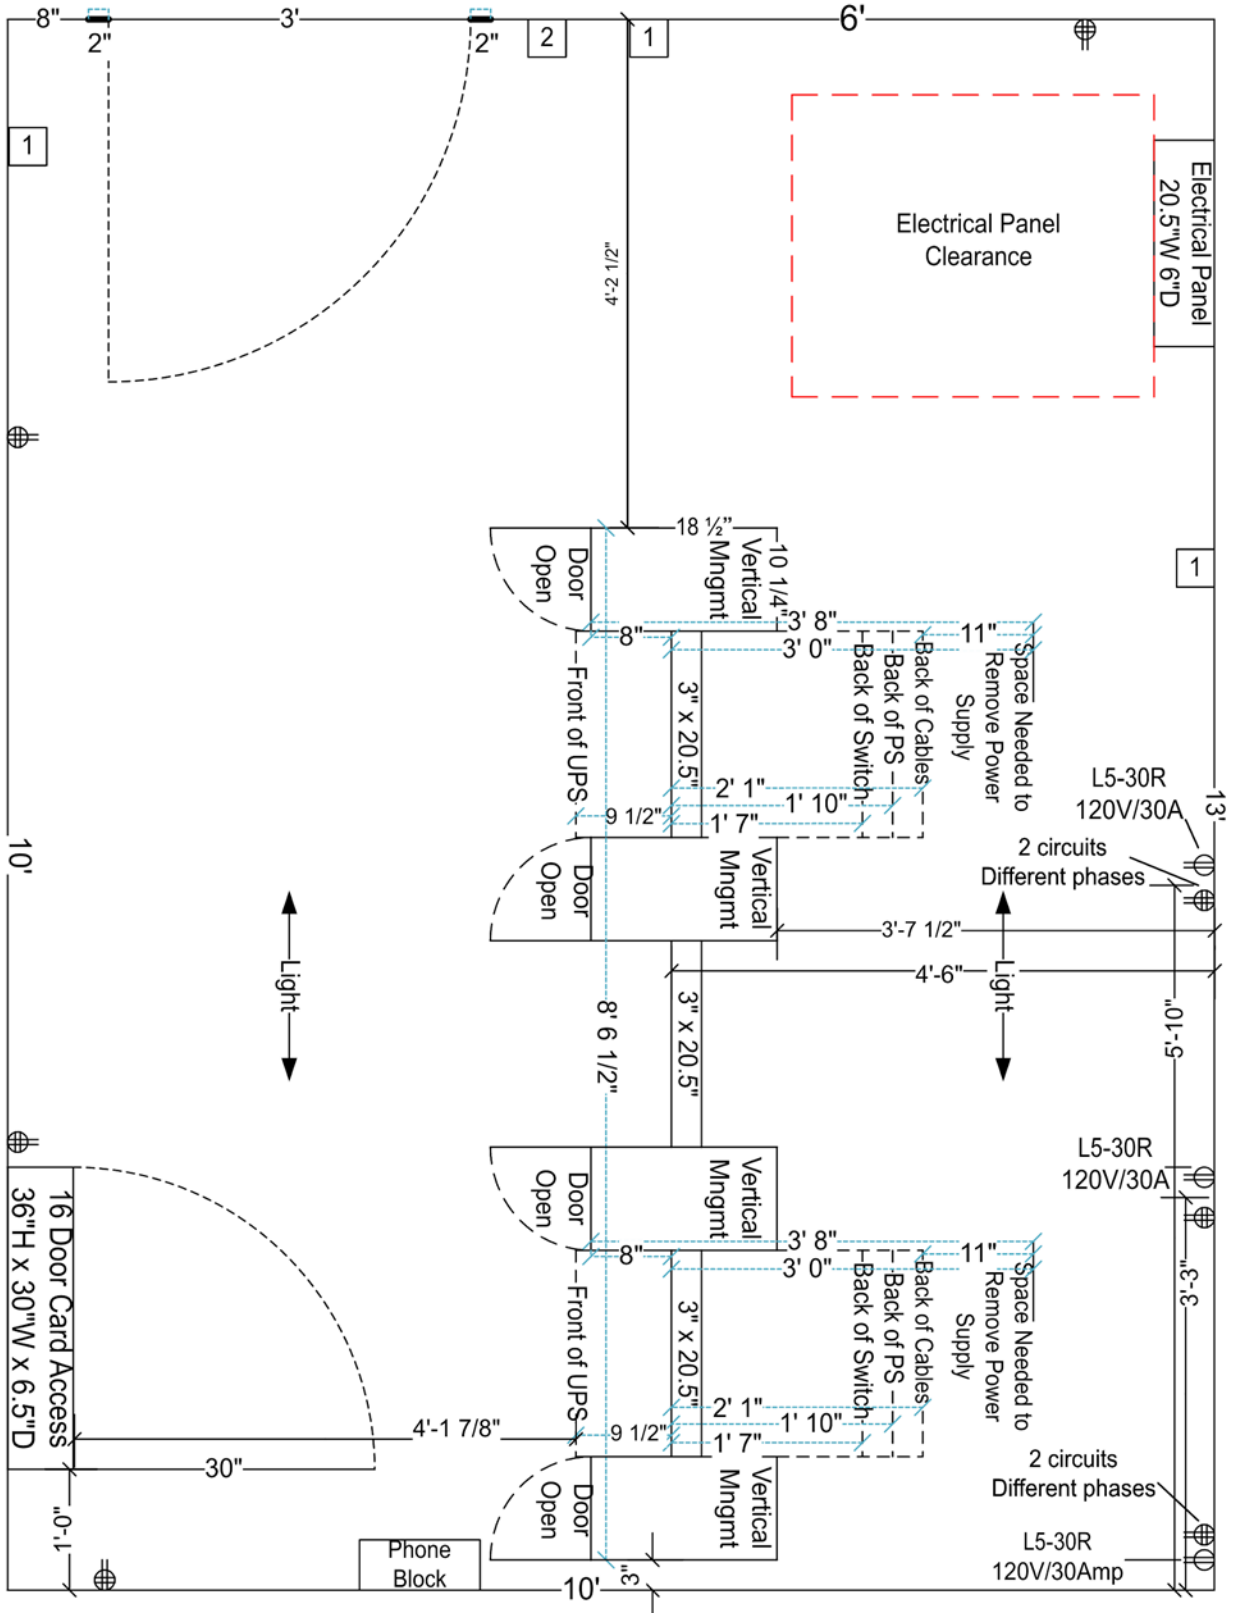 8"
3'
6'
2"
2"
2
1
1
Electrical Panel
20.5"W 6"D
Electrical Panel
Clearance
4'-2 1/2"
1
18 ½"
10 1/4"
Vertical
Mngmt
Door
Open
3' 8"
8"
3' 0"
11"
Space Needed to
Remove Power
Supply
Back of Cables
Back of PS
Back of Switch
3" x 20.5"
Front of UPS
2' 1"
1' 10"
9 1/2"
1' 7"
L5-30R
120V/30A
13'
2 circuits
Different phases
10'
Vertical
Mngmt
Door
Open
3'-7 1/2"
4'-6"
Light
Light
8' 6 1/2"
3" x 20.5"
5'-10"
L5-30R
120V/30A
Vertical
Mngmt
Door
Open
3' 8"
8"
3' 0"
11"
Space Needed to
Remove Power
Supply
Back of Cables
Back of PS
Back of Switch
3" x 20.5"
Front of UPS
3'-3"
16 Door Card Access
36"H x 30"W x 6.5"D
2' 1"
1' 10"
9 1/2"
1' 7"
4'-1 7/8"
30"
2 circuits
Different phases
Vertical
Mngmt
Door
Open
1'-0"
Phone
Block
L5-30R
120V/30Amp
10'
3"